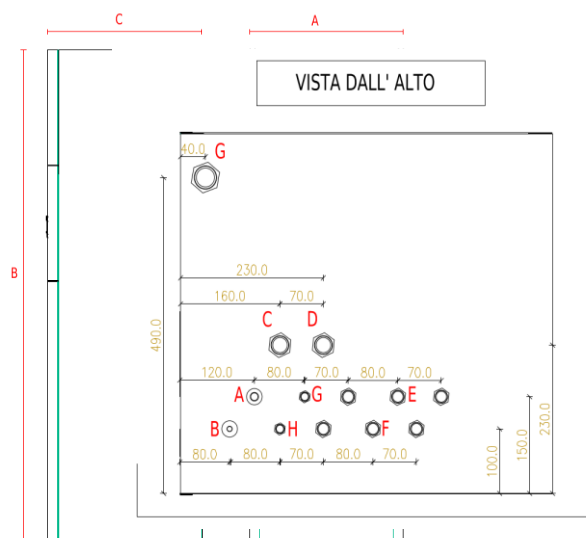 C A
VISTA DALL' ALTO
40.0 G
230.0
B
160.0 70.0
490.0
C D
230.0
120.0 80.0 70.0 80.0 70.0
A G E
150.0
B H F
100.0
80.0 80.0 70.0 80.0 70.0